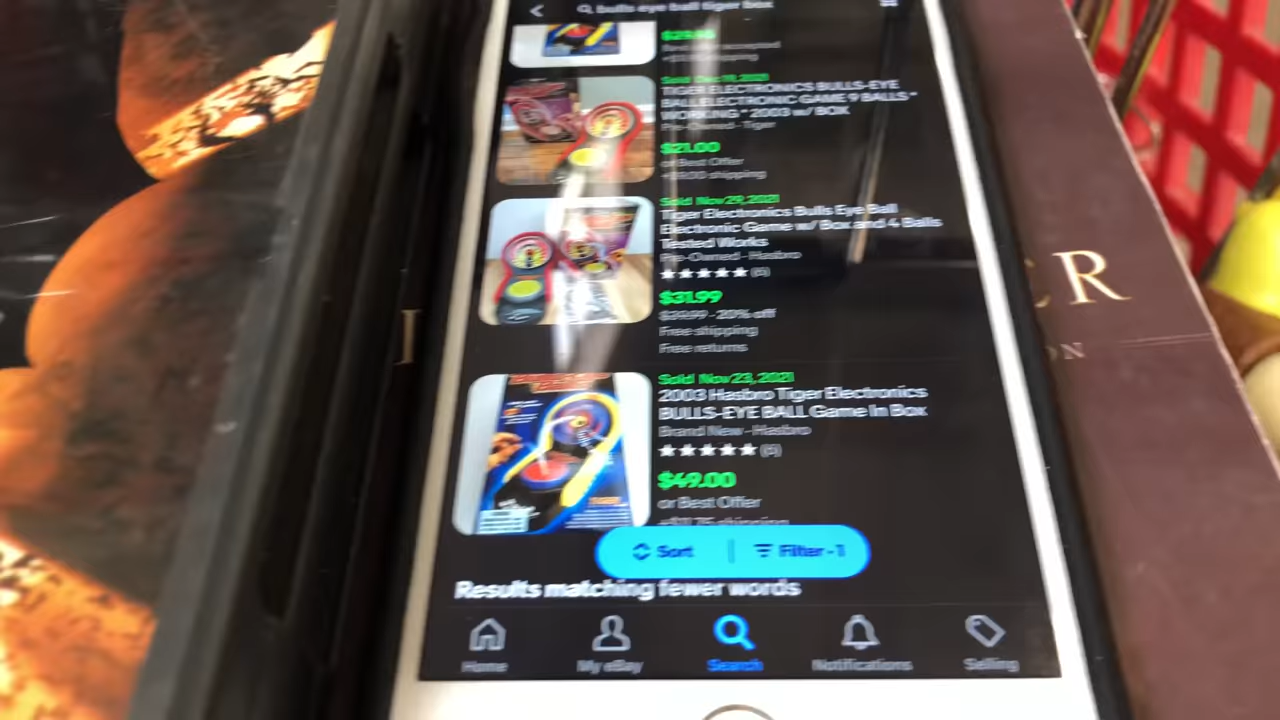 bulls eye ball tiger box
Sold Dec 19, 2021
TIGER ELECTRONICS BULLS-EYE
BALL ELECTRONIC GAME 9 BALLS *
WORKING * 2003 w/ BOX
Pre-Owned · Tiger
$21.00
or Best Offer
shipping
Sold Nov 29, 2021
Tiger Electronics Bulls Eye Ball
Electronic Game w/ Box and 4 Balls
Tested Works
Pre-Owned · Hasbro
$31.99
$39.99 · 20% off
Free shipping
Free returns
Sold Nov 23, 2021
2003 Hasbro Tiger Electronics
BULLS-EYE BALL Game In Box
Brand New · Hasbro
$49.00
or Best Offer
Sort
Filter · 1
Results matching fewer words
Home
My eBay
Search
Notifications
Selling
R